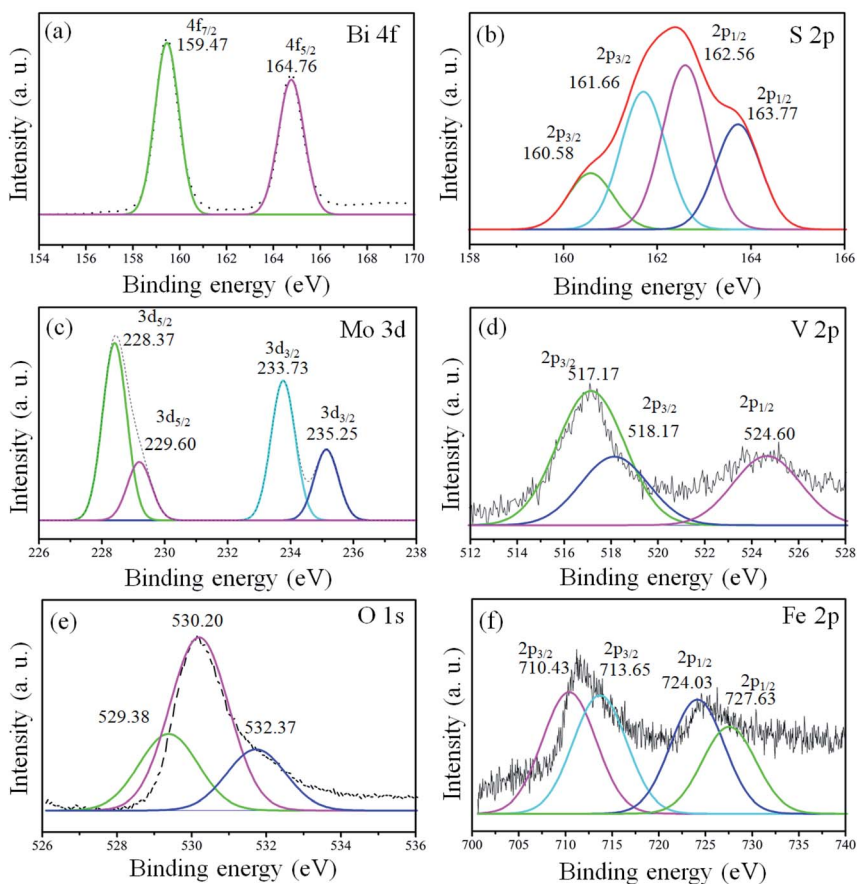 (a)
4f7/2
159.47
4f5/2
164.76
Bi 4f
Intensity (a. u.)
154 156 158 160 162 164 166 168 170
Binding energy (eV)
(b)
S 2p
2p3/2
160.58
2p3/2
161.66
2p1/2
162.56
2p1/2
163.77
Intensity (a. u.)
158 160 162 164 166
Binding energy (eV)
(c)
3d5/2
228.37
3d5/2
229.60
3d3/2
233.73
3d3/2
235.25
Mo 3d
Intensity (a. u.)
226 228 230 232 234 236 238
Binding energy (eV)
(d)
V 2p
2p3/2
517.17
2p3/2
518.17
2p1/2
524.60
Intensity (a. u.)
512 514 516 518 520 522 524 526 528
Binding energy (eV)
(e)
O 1s
529.38
530.20
532.37
Intensity (a. u.)
526 528 530 532 534 536
Binding energy (eV)
(f)
Fe 2p
2p3/2
710.43
2p3/2
713.65
2p1/2
724.03
2p1/2
727.63
Intensity (a. u.)
700 705 710 715 720 725 730 735 740
Binding energy (eV)